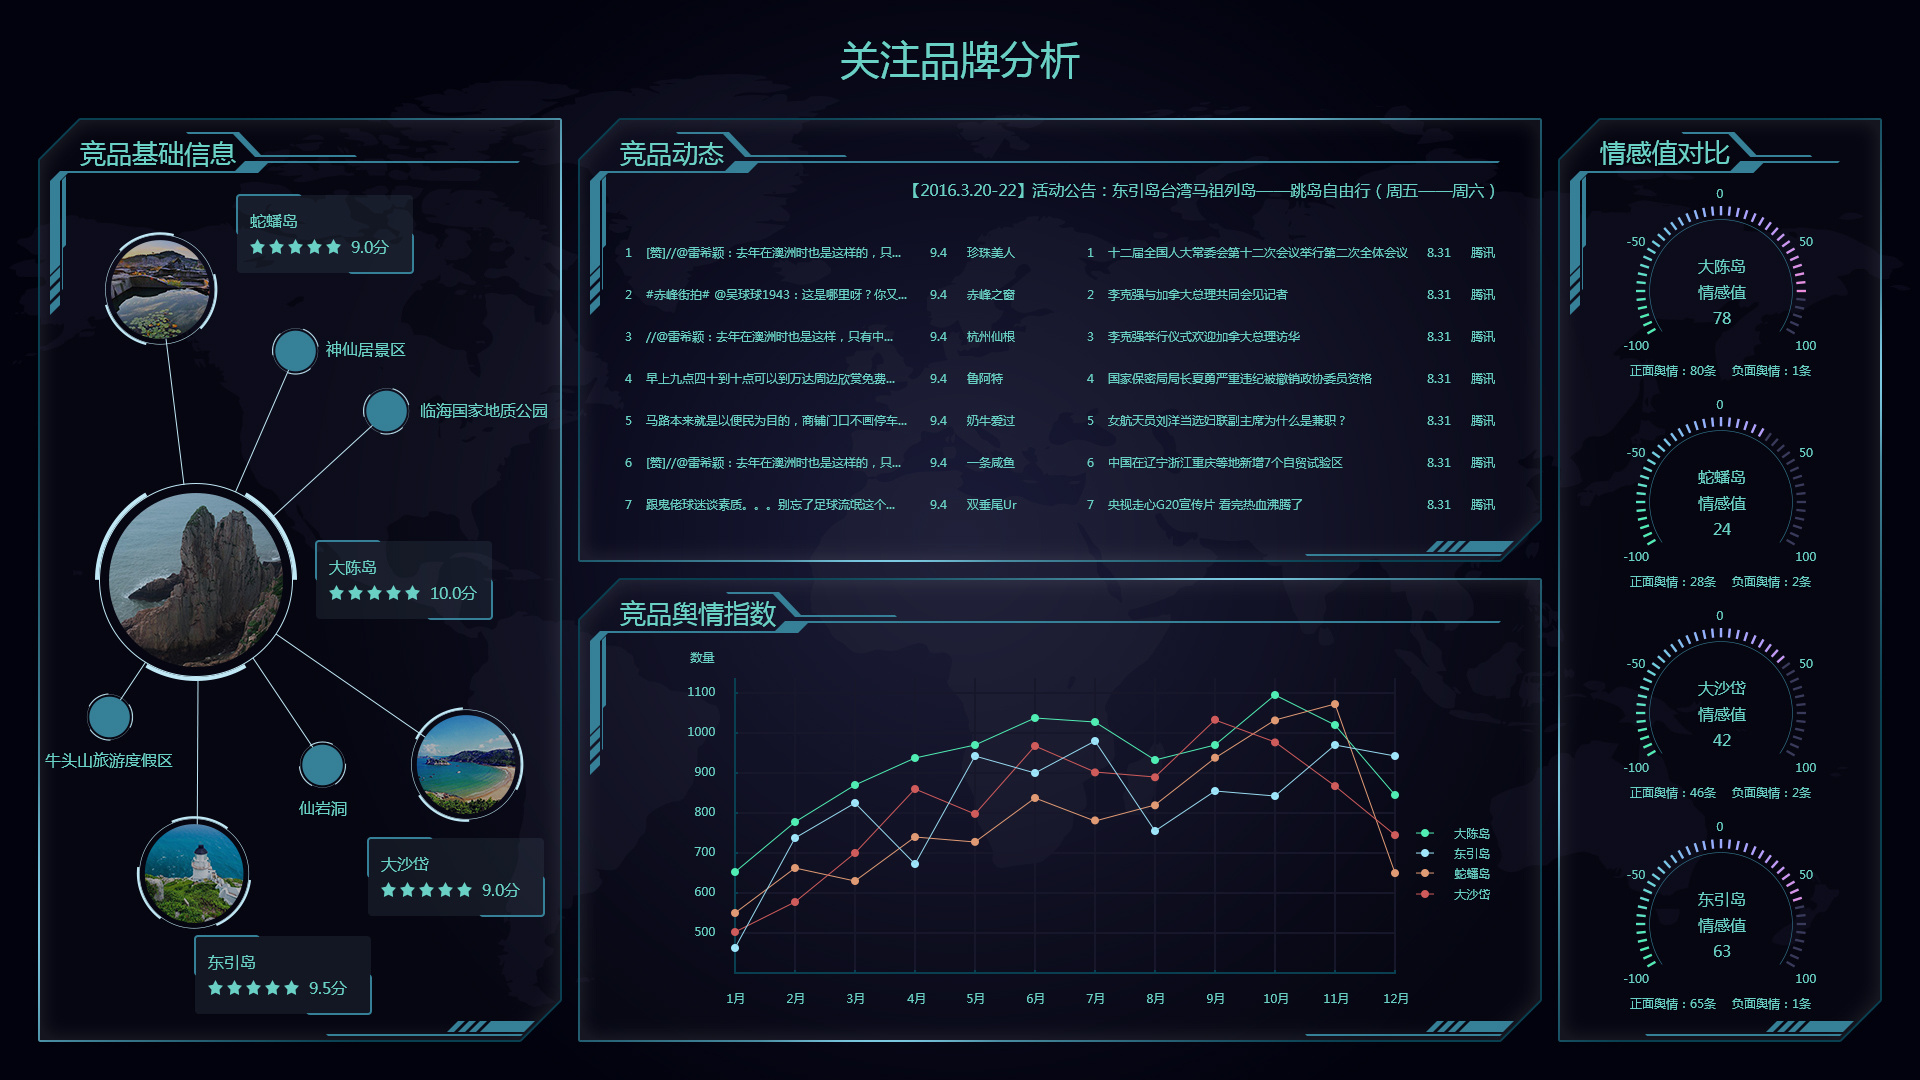 关注品牌分析
竞品基础信息
蛇蟠岛
9.0分
神仙居景区
临海国家地质公园
大陈岛
10.0分
牛头山旅游度假区
仙岩洞
大沙岱
9.0分
东引岛
9.5分
竞品动态
【2016.3.20-22】活动公告：东引岛台湾马祖列岛——跳岛自由行（周五——周六）
1 [赞]//@雷希颖：去年在澳洲时也是这样的，只... 9.4 珍珠美人
2 #赤峰街拍# @吴球球1943：这是哪里呀？你又... 9.4 赤峰之窗
3 //@雷希颖：去年在澳洲时也是这样，只有中... 9.4 杭州仙根
4 早上九点四十到十点可以到万达周边欣赏免费... 9.4 鲁阿特
5 马路本来就是以便民为目的，商铺门口不画停车... 9.4 奶牛爱过
6 [赞]//@雷希颖：去年在澳洲时也是这样的，只... 9.4 一条咸鱼
7 跟鬼佬球迷谈素质。。。别忘了足球流氓这个... 9.4 双垂尾Ur
1 十二届全国人大常委会第十二次会议举行第二次全体会议 8.31 腾讯
2 李克强与加拿大总理共同会见记者 8.31 腾讯
3 李克强举行仪式欢迎加拿大总理访华 8.31 腾讯
4 国家保密局局长夏勇严重违纪被撤销政协委员资格 8.31 腾讯
5 女航天员刘洋当选妇联副主席为什么是兼职？ 8.31 腾讯
6 中国在辽宁浙江重庆等地新增7个自贸试验区 8.31 腾讯
7 央视走心G20宣传片 看完热血沸腾了 8.31 腾讯
竞品舆情指数
数量
1100
1000
900
800
700
600
500
1月 2月 3月 4月 5月 6月 7月 8月 9月 10月 11月 12月
大陈岛
东引岛
蛇蟠岛
大沙岱
情感值对比
0
-50 50
大陈岛
情感值
78
-100 100
正面舆情：80条 负面舆情：1条
0
-50 50
蛇蟠岛
情感值
24
-100 100
正面舆情：28条 负面舆情：2条
0
-50 50
大沙岱
情感值
42
-100 100
正面舆情：46条 负面舆情：2条
0
-50 50
东引岛
情感值
63
-100 100
正面舆情：65条 负面舆情：1条